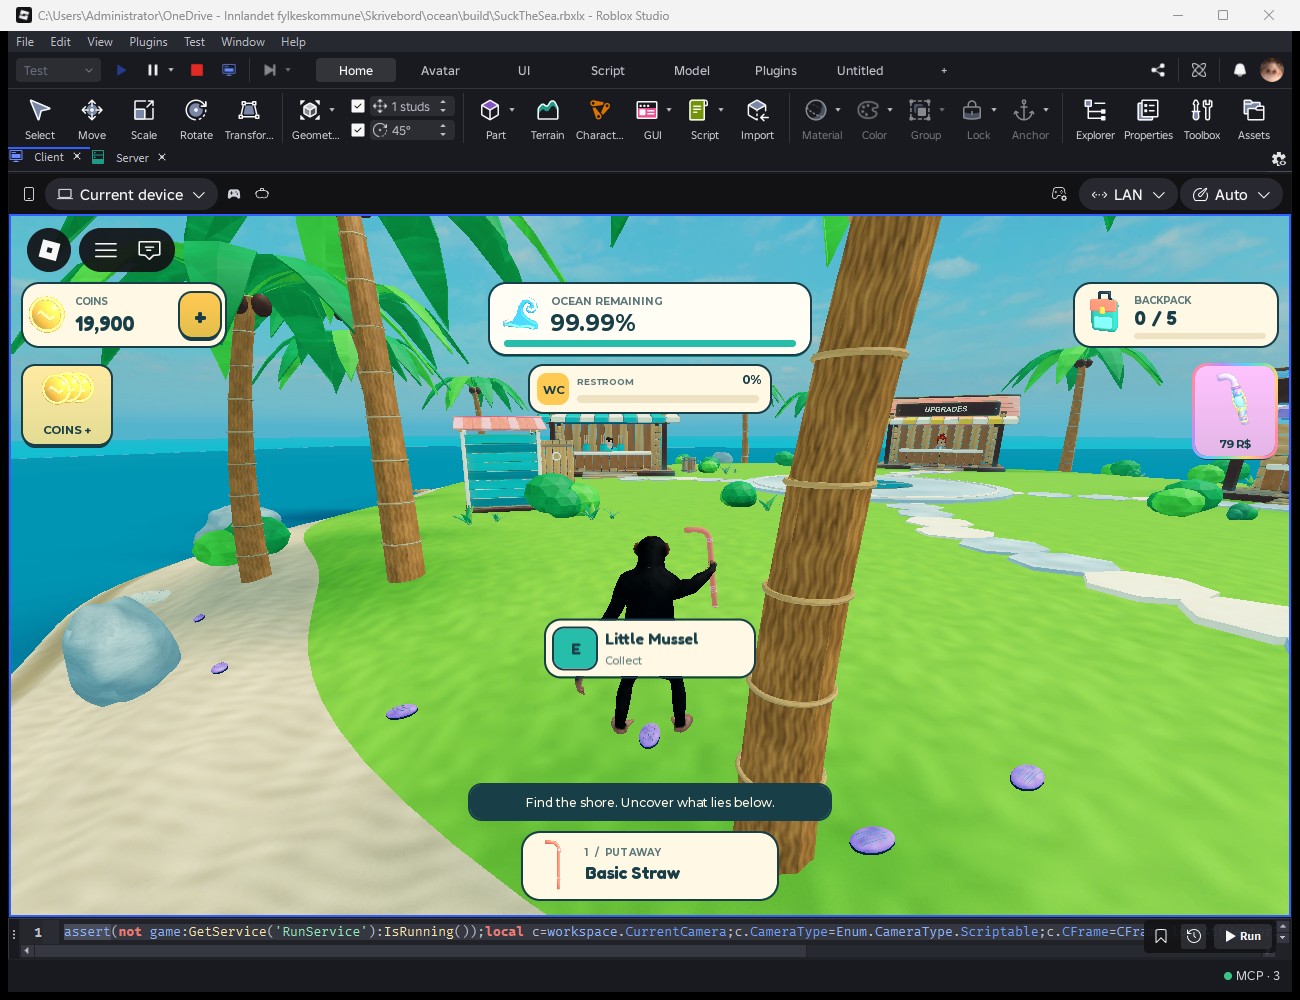 C:\Users\Administrator\OneDrive - Innlandet fylkeskommune\Skrivebord\ocean\build\SuckTheSea.rbxlx - Roblox Studio
File Edit View Plugins Test Window Help
Test Home Avatar UI Script Model Plugins Untitled +
1 studs
45°
Select Move Scale Rotate Transfor... Geomet... Part Terrain Charact... GUI Script Import Material Color Group Lock Anchor Explorer Properties Toolbox Assets
Client Server
Current device LAN Auto
COINS
19,900
+
COINS +
OCEAN REMAINING
99.99%
WC RESTROOM 0%
BACKPACK
0 / 5
79 R$
UPGRADES
E Little Mussel
Collect
Find the shore. Uncover what lies below.
1 / PUT AWAY
Basic Straw
1 assert(not game:GetService('RunService'):IsRunning());local c=workspace.CurrentCamera;c.CameraType=Enum.CameraType.Scriptable;c.CFrame=CFra
Run
MCP · 3